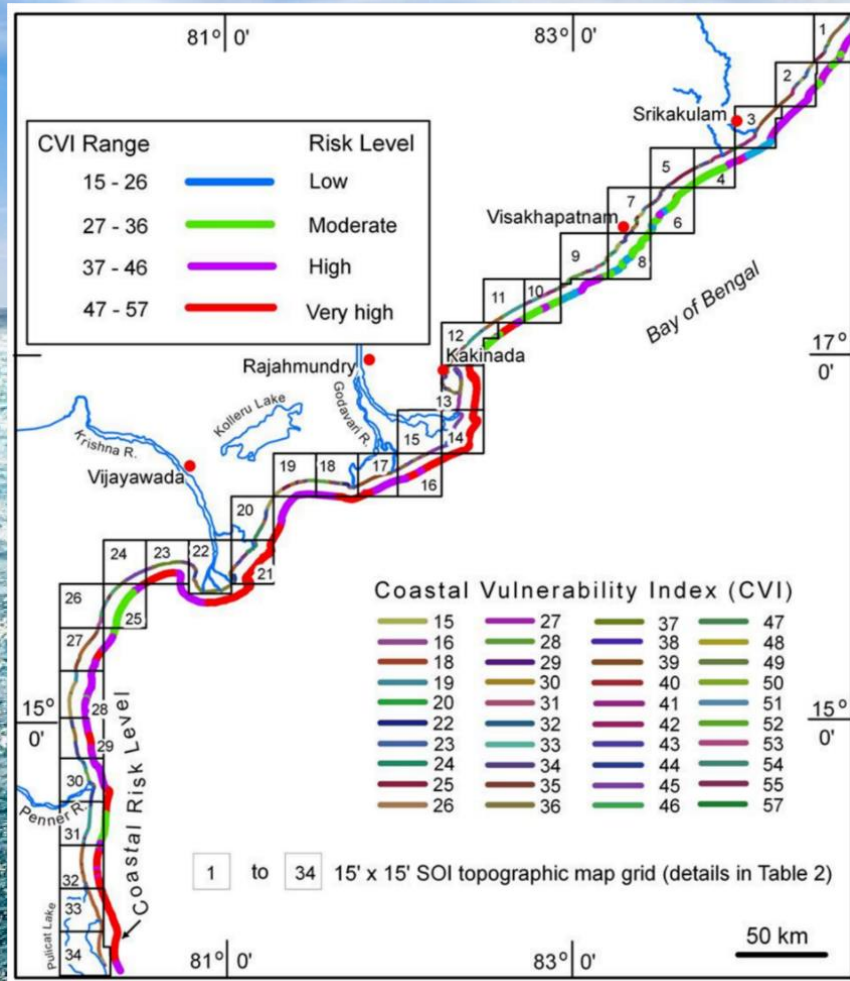 81° 0'
83° 0'
1
2
Srikakulam
3
CVI Range Risk Level
15 - 26 Low
27 - 36 Moderate
37 - 46 High
47 - 57 Very high
5
4
7
Visakhapatnam
6
9
8
Bay of Bengal
11
10
12
Kakinada
17° 0'
Rajahmundry
13
Godavari R.
Kolleru Lake
Krishna R.
15
14
Vijayawada
19
18
17
16
20
24
23
22
21
26
25
27
Coastal Vulnerability Index (CVI)
15 27 37 47
16 28 38 48
18 29 39 49
19 30 40 50
20 31 41 51
22 32 42 52
23 33 43 53
24 34 44 54
25 35 45 55
26 36 46 57
28
15° 0'
15° 0'
29
30
Penner R.
Coastal Risk Level
31
32
1 to 34 15' x 15' SOI topographic map grid (details in Table 2)
33
Pulicat Lake
34
81° 0'
83° 0'
50 km